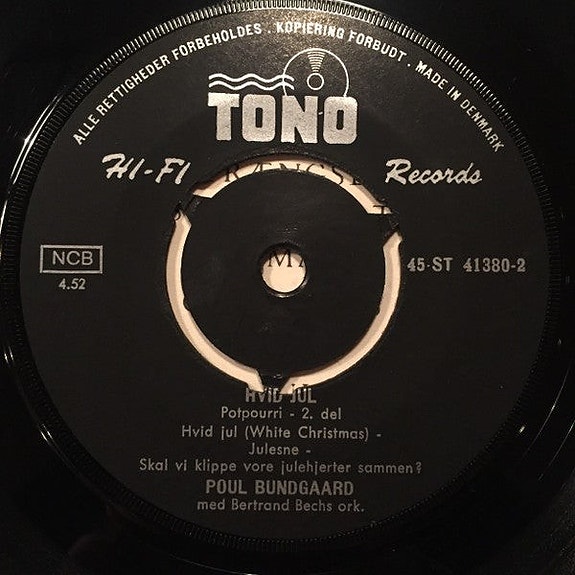 ALLE RETTIGHEDER FORBEHOLDES . KOPIERING FORBUDT . MADE IN DENMARK
TONO
HI-FI Records
NCB
4.52
45-ST 41380-2
HVID JUL
Potpourri - 2. del
Hvid jul (White Christmas) -
Julesne -
Skal vi klippe vore julehjerter sammen?
POUL BUNDGAARD
med Bertrand Bechs ork.